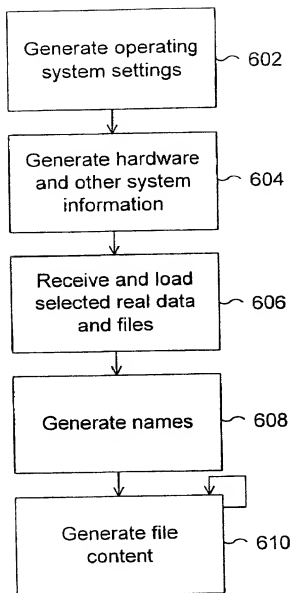 Generate operating
system settings
602
Generate hardware
and other system
information
604
Receive and load
selected real data
and files
606
Generate names
608
Generate file
content
610